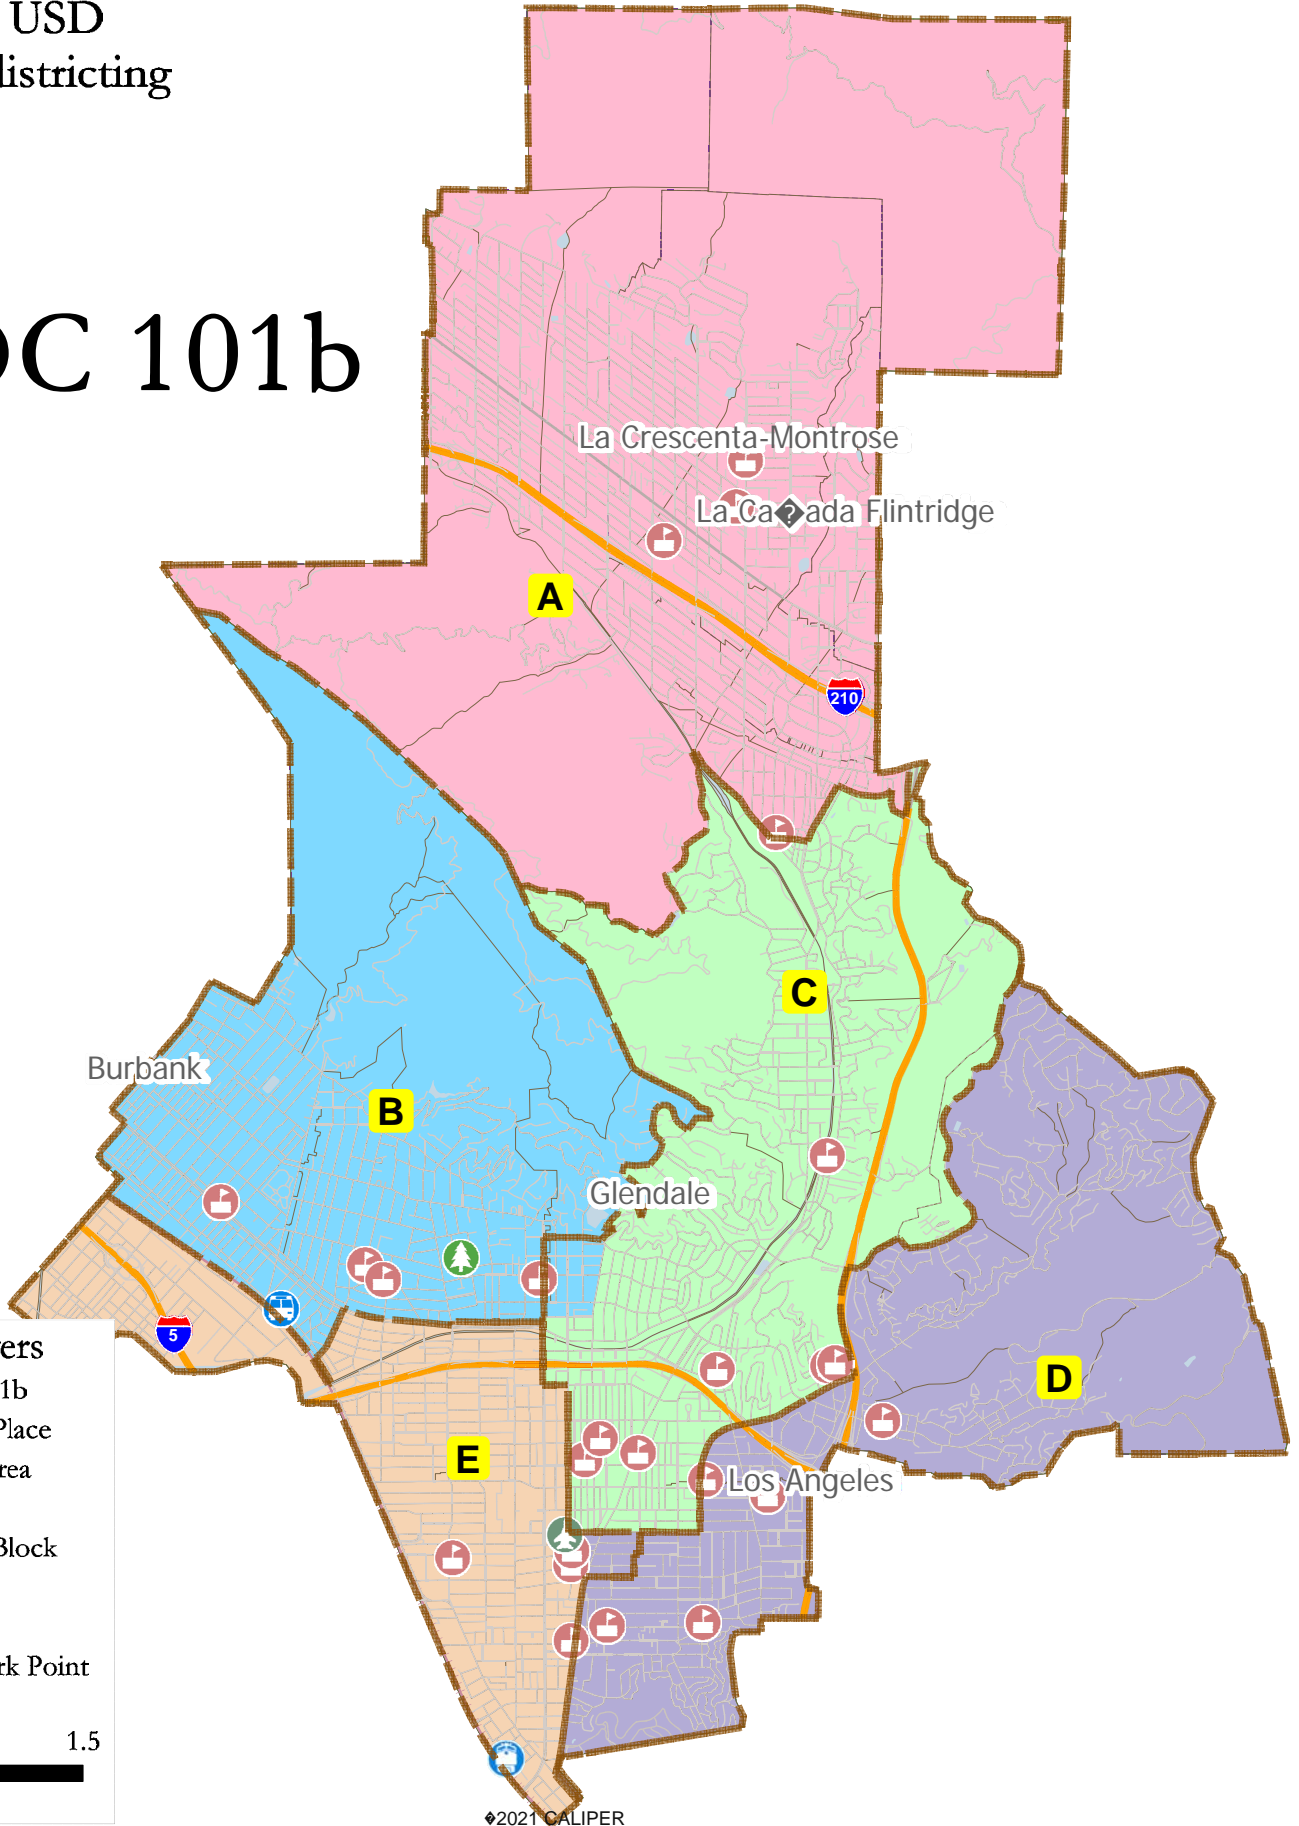 USD
districting
C 101b
La Crescenta-Montrose
La Ca�ada Flintridge
A
210
C
Burbank
B
Glendale
5
D
E
Los Angeles
ers
1b
Place
rea
Block
rk Point
1.5
�2021 CALIPER